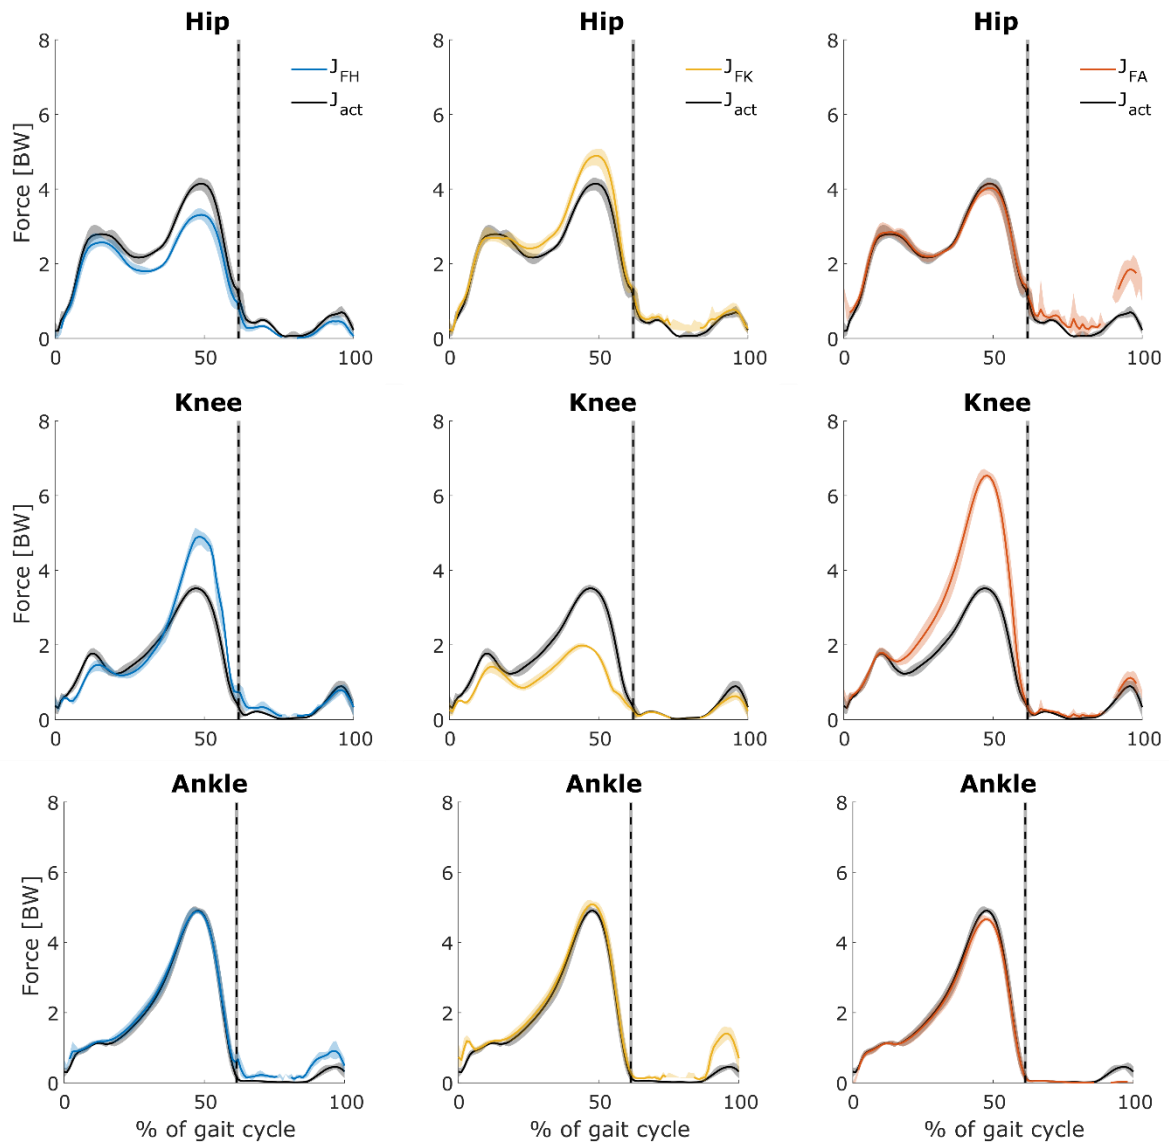 Hip Hip Hip
8 8 8
J_FH J_FK J_FA
J_act J_act J_act
6 6 6
Force [BW]
4 4 4
2 2 2
0 0 0
0 50 100 0 50 100 0 50 100
Knee Knee Knee
8 8 8
6 6 6
Force [BW]
4 4 4
2 2 2
0 0 0
0 50 100 0 50 100 0 50 100
Ankle Ankle Ankle
8 8 8
6 6 6
Force [BW]
4 4 4
2 2 2
0 0 0
0 50 100 0 50 100 0 50 100
% of gait cycle % of gait cycle % of gait cycle